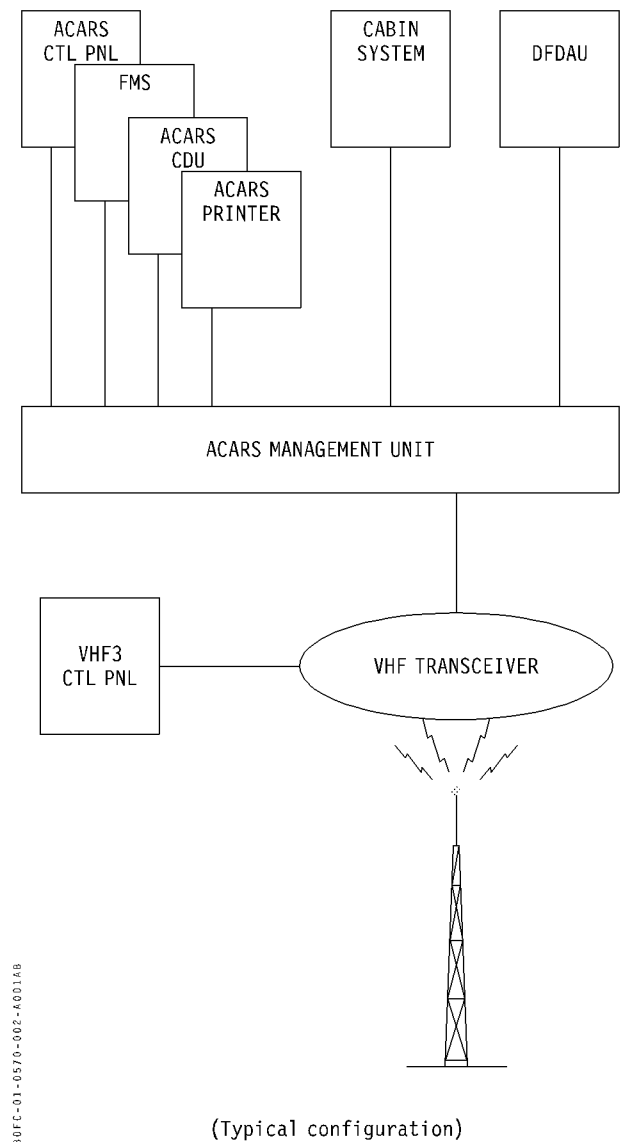 ACARS
CTL PNL
FMS
ACARS
CDU
ACARS
PRINTER
CABIN
SYSTEM
DFDAU
ACARS MANAGEMENT UNIT
VHF3
CTL PNL
VHF TRANSCEIVER
(Typical configuration)